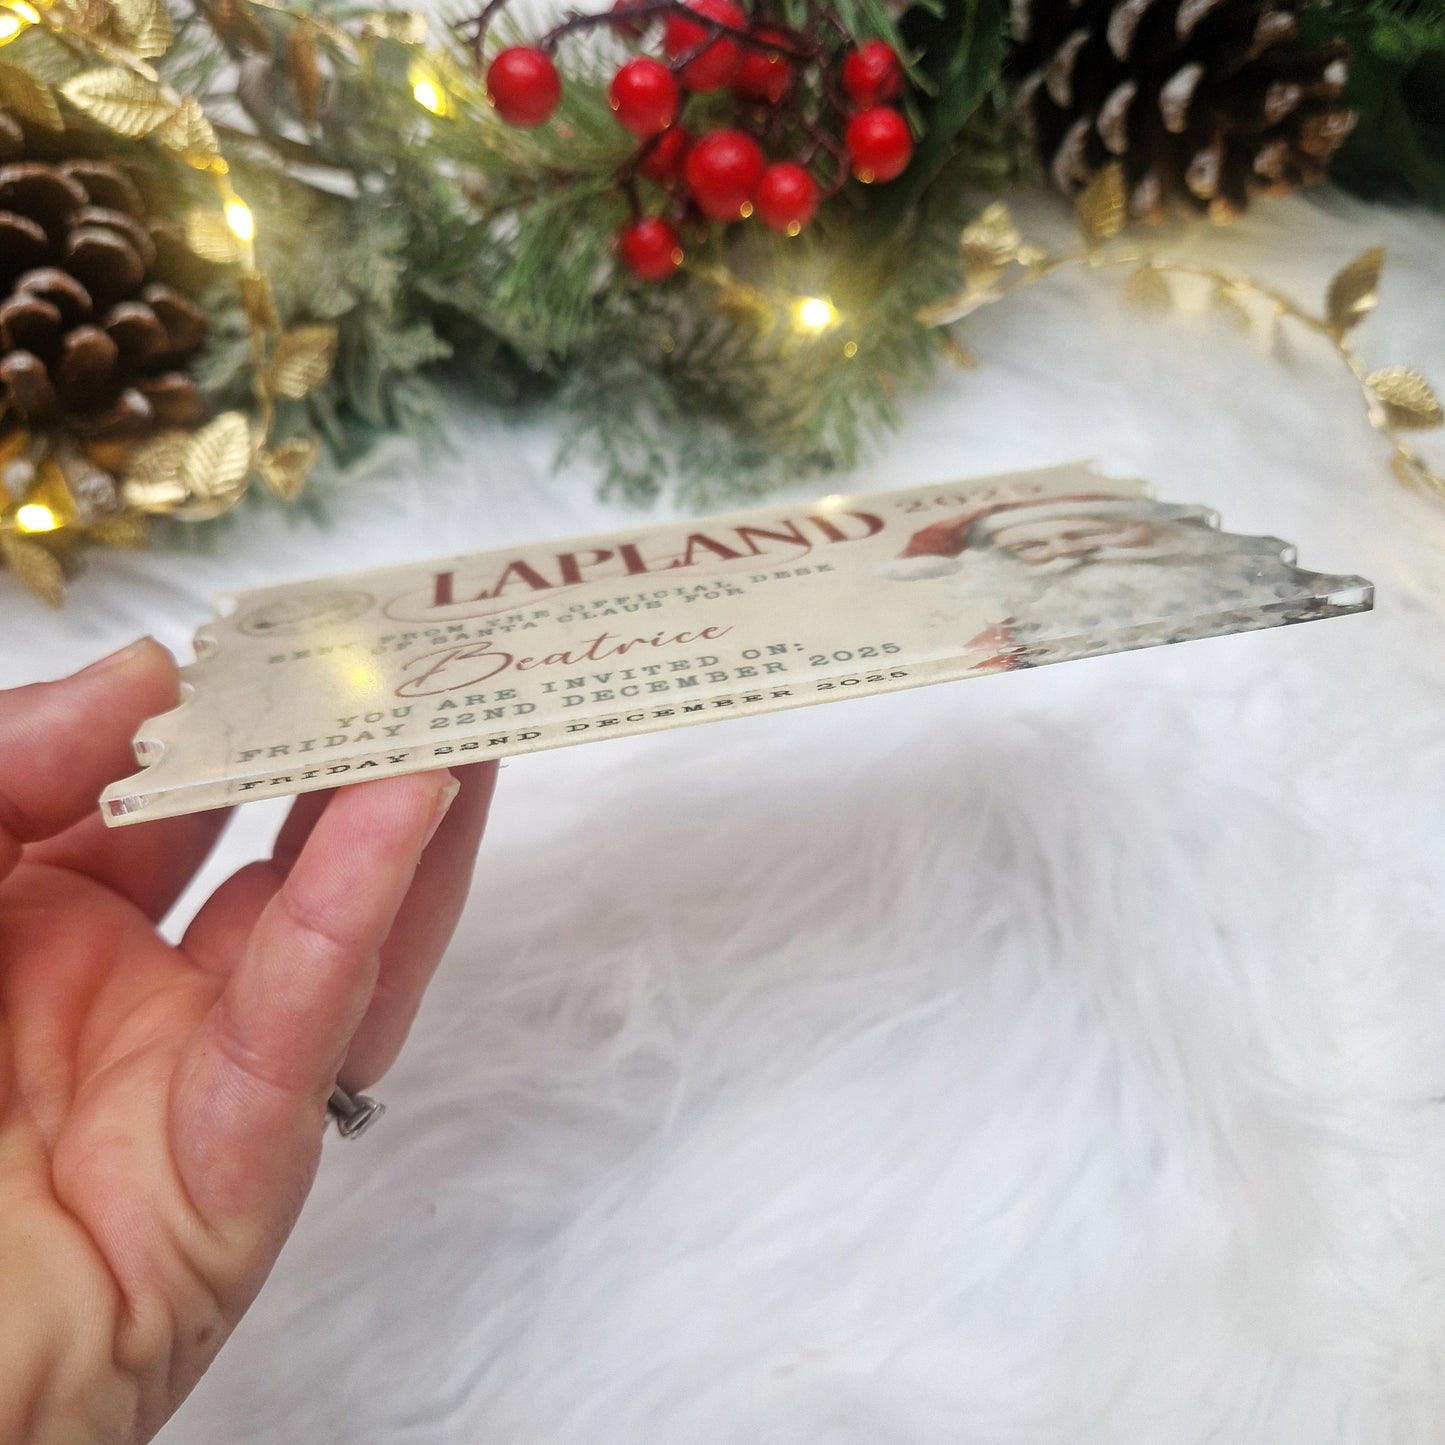 LAPLAND 2025
SENT FROM THE OFFICIAL DESK
OF SANTA CLAUS FOR
Beatrice
YOU ARE INVITED ON:
FRIDAY 22ND DECEMBER 2025
FRIDAY 22ND DECEMBER 2025